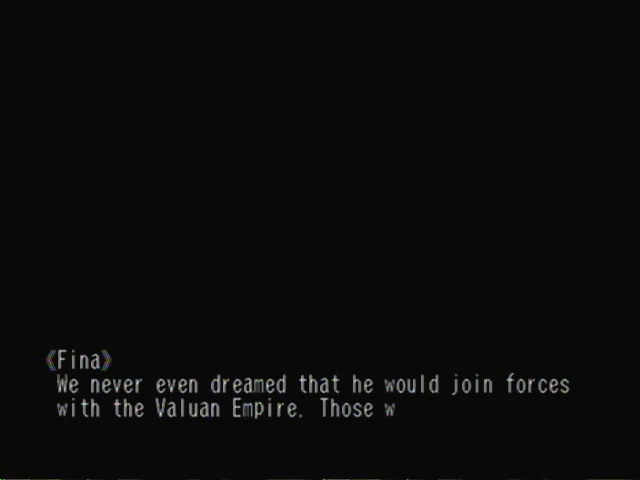 《Fina》
We never even dreamed that he would join forces
with the Valuan Empire. Those w